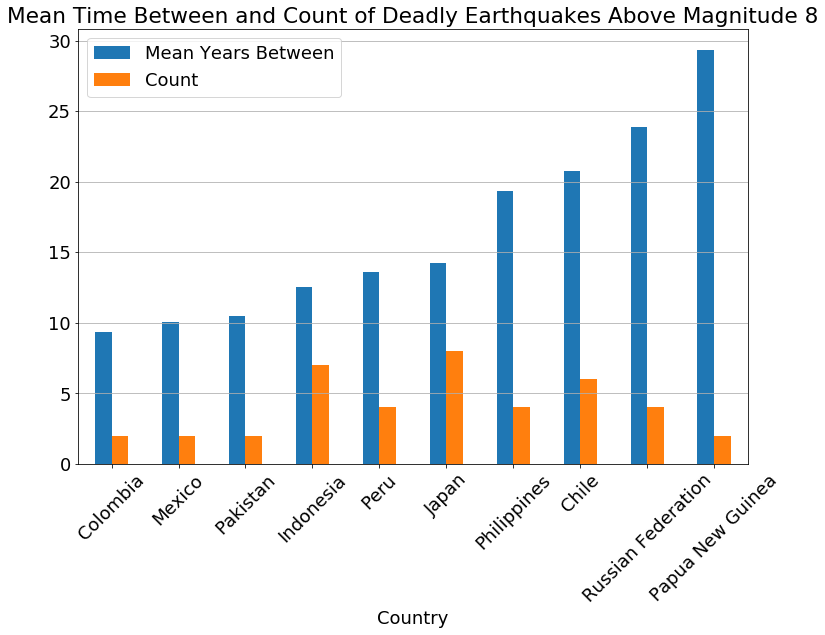 Mean Time Between and Count of Deadly Earthquakes Above Magnitude 8
Mean Years Between
Count
30
25
20
15
10
5
0
Colombia
Mexico
Pakistan
Indonesia
Peru
Japan
Philippines
Chile
Russian Federation
Papua New Guinea
Country